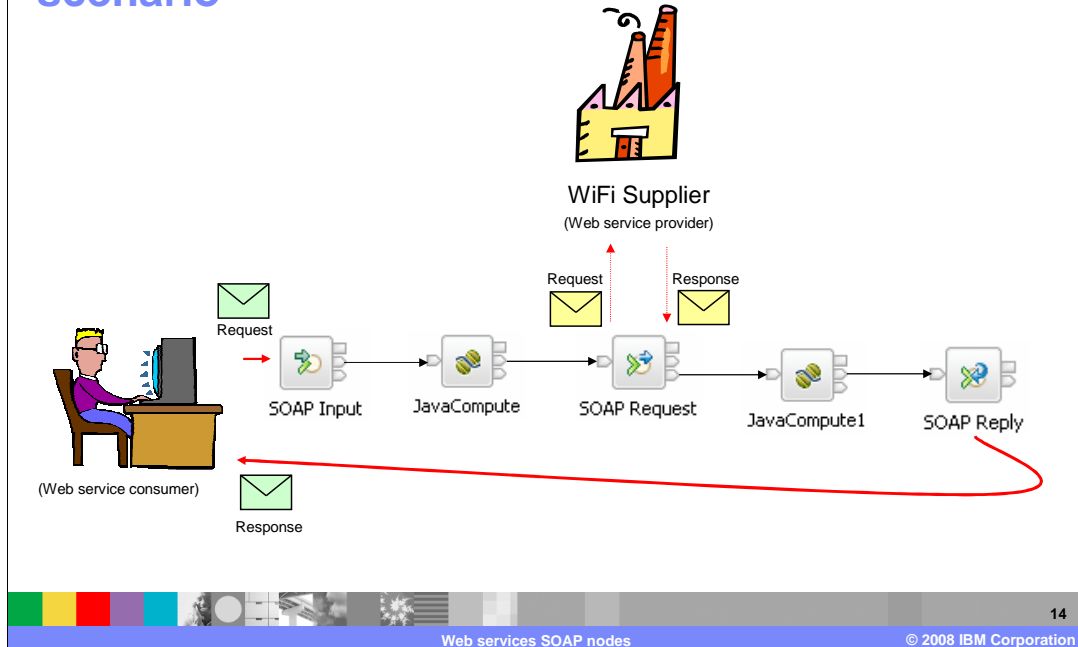 scenario
WiFi Supplier
(Web service provider)
Request
Response
Request
SOAP Input
JavaCompute
SOAP Request
JavaCompute1
SOAP Reply
(Web service consumer)
Response
14
Web services SOAP nodes
© 2008 IBM Corporation